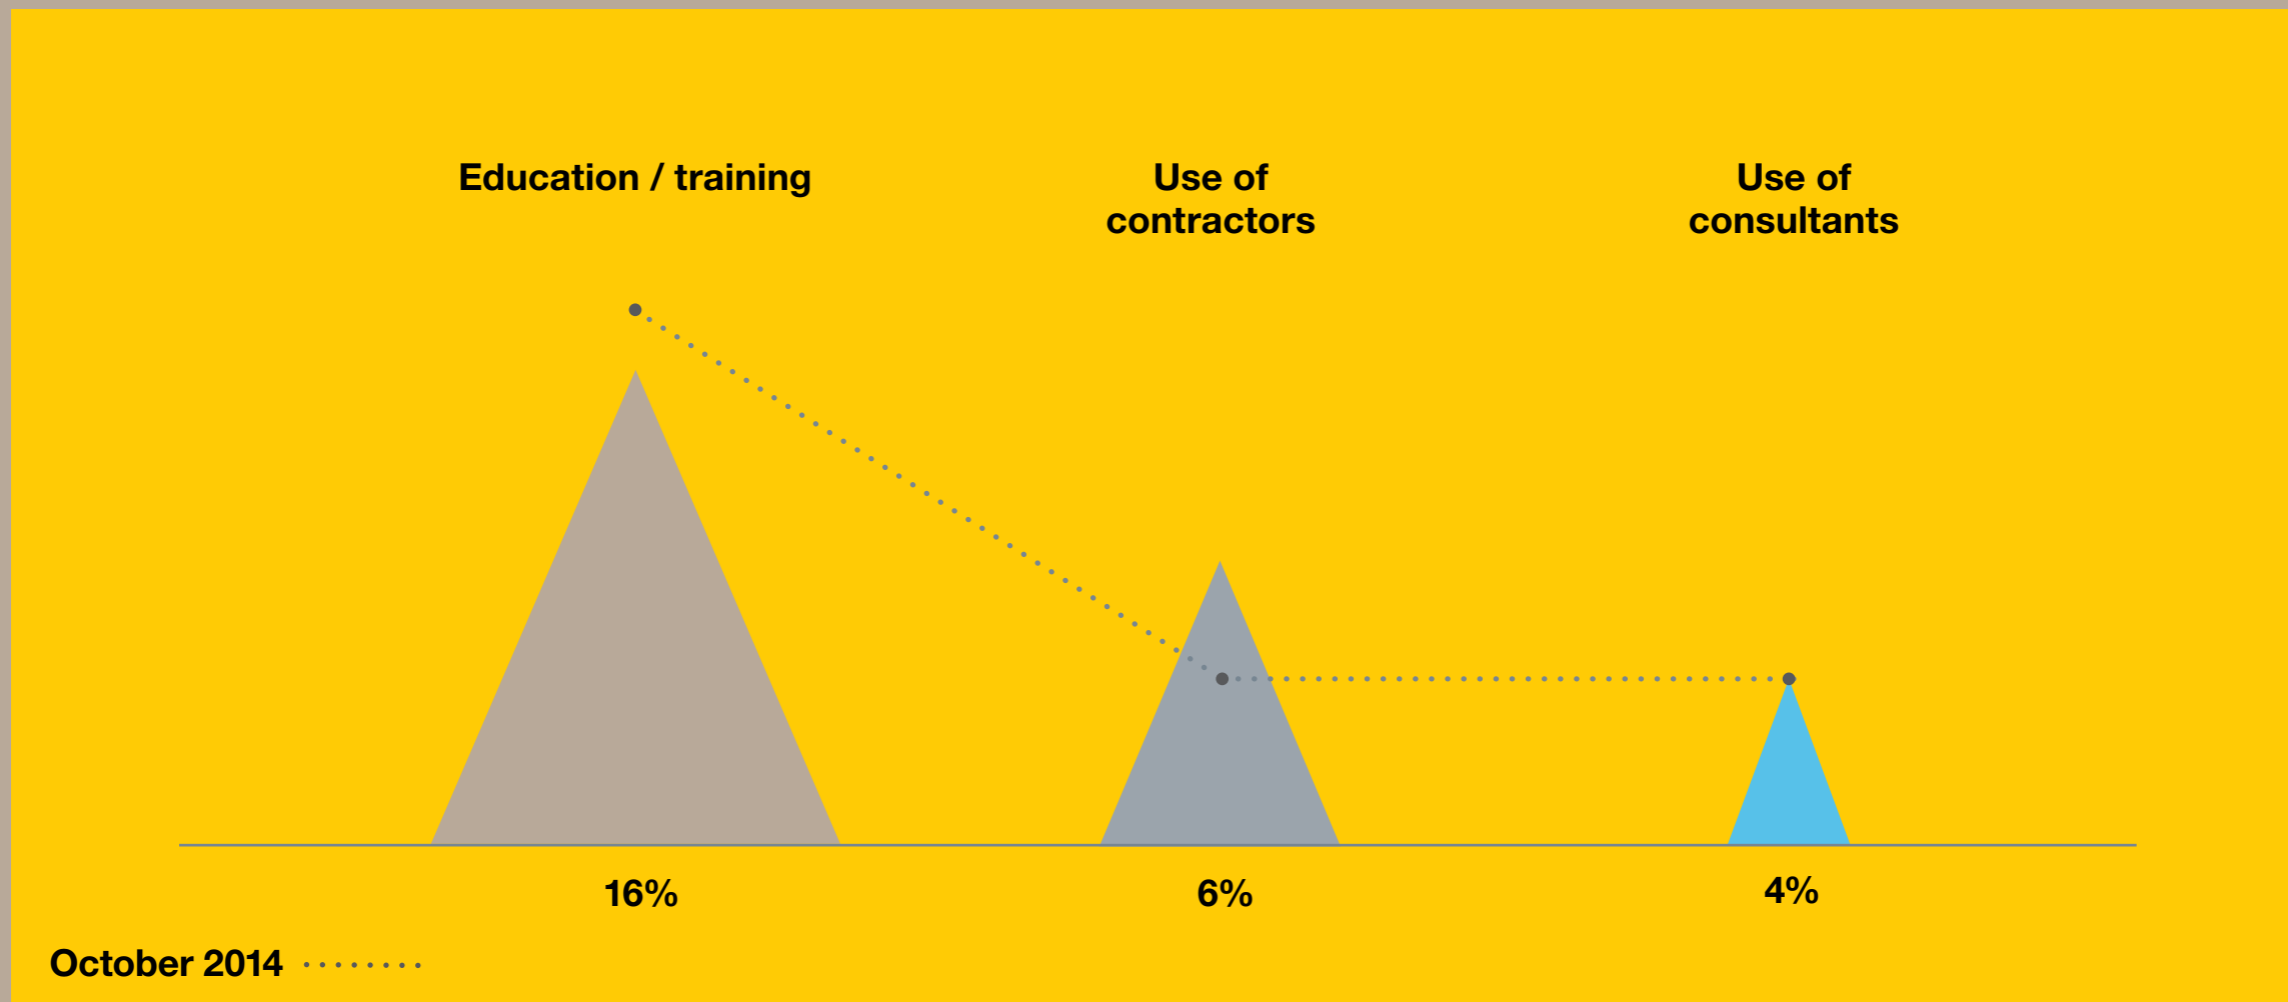 Education / training
Use of
contractors
Use of
consultants
16%
6%
4%
October 2014